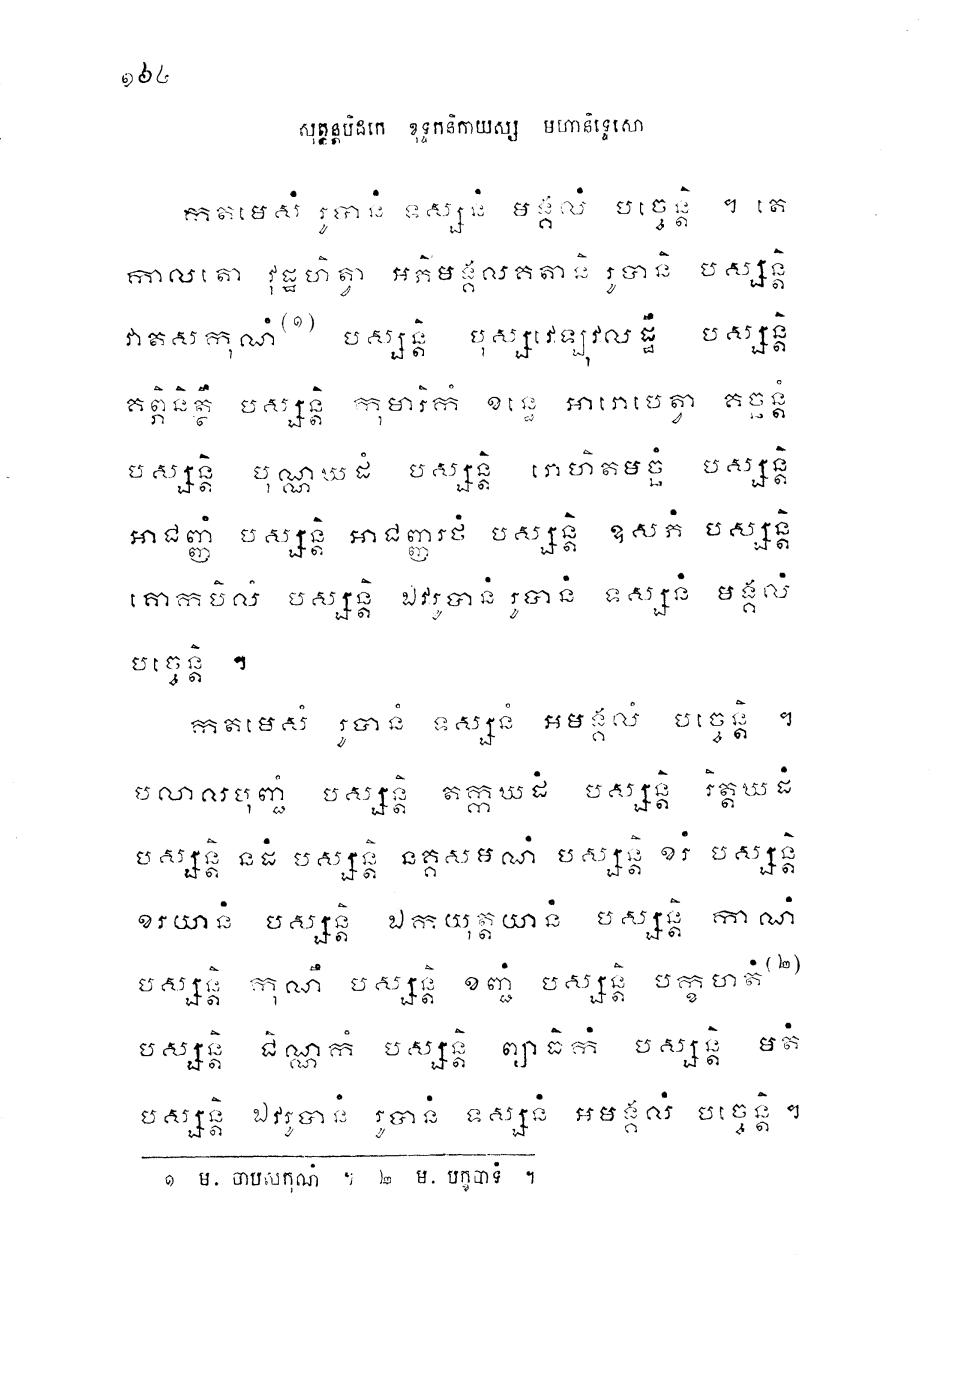 ១៦៤
សុត្តន្តបិដកេ ខុទ្ទកនិកាយស្ស មហានិទ្ទេសោ
កតមេសំ រូបានំ ទស្សនំ មង្គលំ បច្ចេន្តិ ។ តេ
កាលតោ វុដ្ឋហិត្វា អភិមង្គលគតានិ រូបានិ បស្សន្តិ
វាតសកុណំ(១) បស្សន្តិ បុស្សវេឡុវលដ្ឋឹ បស្សន្តិ
គព្ភិនិត្ថឹ បស្សន្តិ កុមារិកំ ខន្ធេ អារោបេត្វា គច្ឆន្តំ
បស្សន្តិ បុណ្ណឃដំ បស្សន្តិ រោហិតមច្ឆំ បស្សន្តិ
អាជញ្ញំ បស្សន្តិ អាជញ្ញរថំ បស្សន្តិ ឧសភំ បស្សន្តិ
គោកបិលំ បស្សន្តិ ឯវរូបានំ រូបានំ ទស្សនំ មង្គលំ
បច្ចេន្តិ ។
កតមេសំ រូបានំ ទស្សនំ អមង្គលំ បច្ចេន្តិ ។
បលាលបុញ្ជំ បស្សន្តិ តក្កឃដំ បស្សន្តិ រិត្តឃដំ
បស្សន្តិ នដំ បស្សន្តិ នគ្គសមណំ បស្សន្តិ ខរំ បស្សន្តិ
ខរយានំ បស្សន្តិ ឯកយុត្តយានំ បស្សន្តិ កាណំ
បស្សន្តិ កុណឹ បស្សន្តិ ខញ្ជំ បស្សន្តិ បក្ខហតំ(២)
បស្សន្តិ ជិណ្ណកំ បស្សន្តិ ព្យាធិកំ បស្សន្តិ មតំ
បស្សន្តិ ឯវរូបានំ រូបានំ ទស្សនំ អមង្គលំ បច្ចេន្តិ ។
១ ម. ចាបសកុណំ ។ ២ ម. បក្ខបាទំ ។